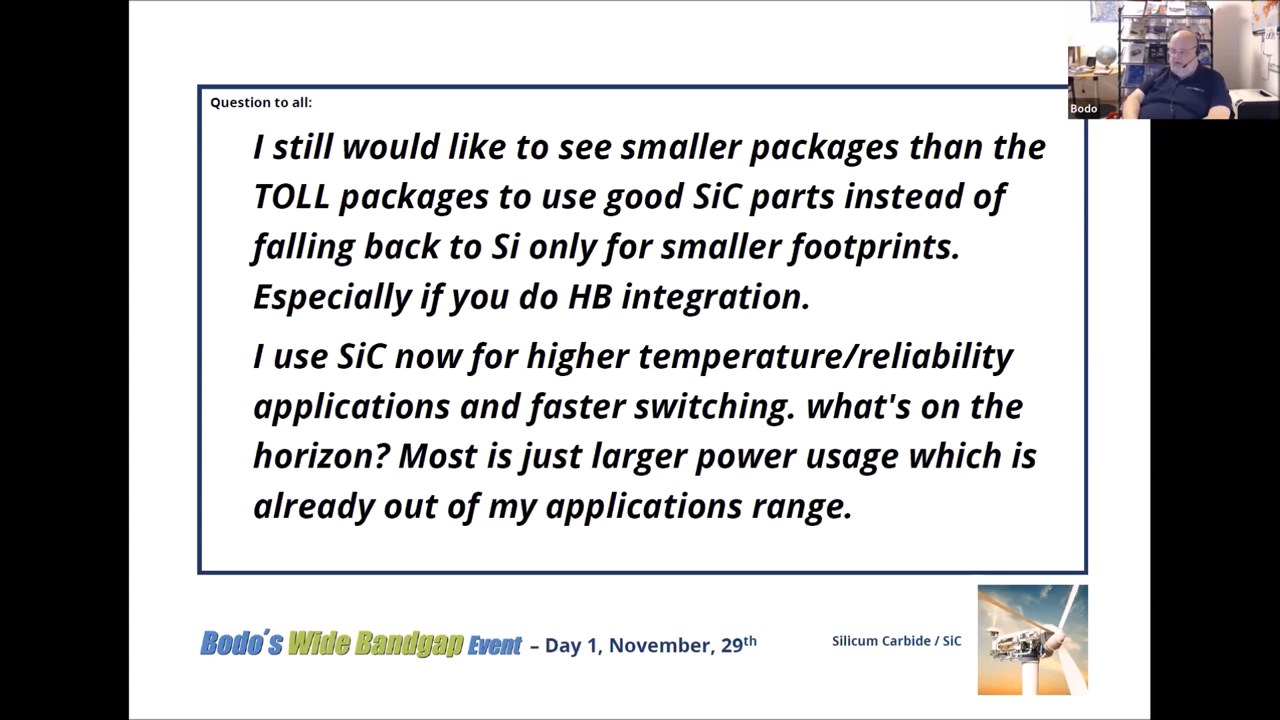 Question to all:
Bodo
I still would like to see smaller packages than the
TOLL packages to use good SiC parts instead of
falling back to Si only for smaller footprints.
Especially if you do HB integration.
I use SiC now for higher temperature/reliability
applications and faster switching. what's on the
horizon? Most is just larger power usage which is
already out of my applications range.
Bodo´s Wide Bandgap Event – Day 1, November, 29th
Silicum Carbide / SiC